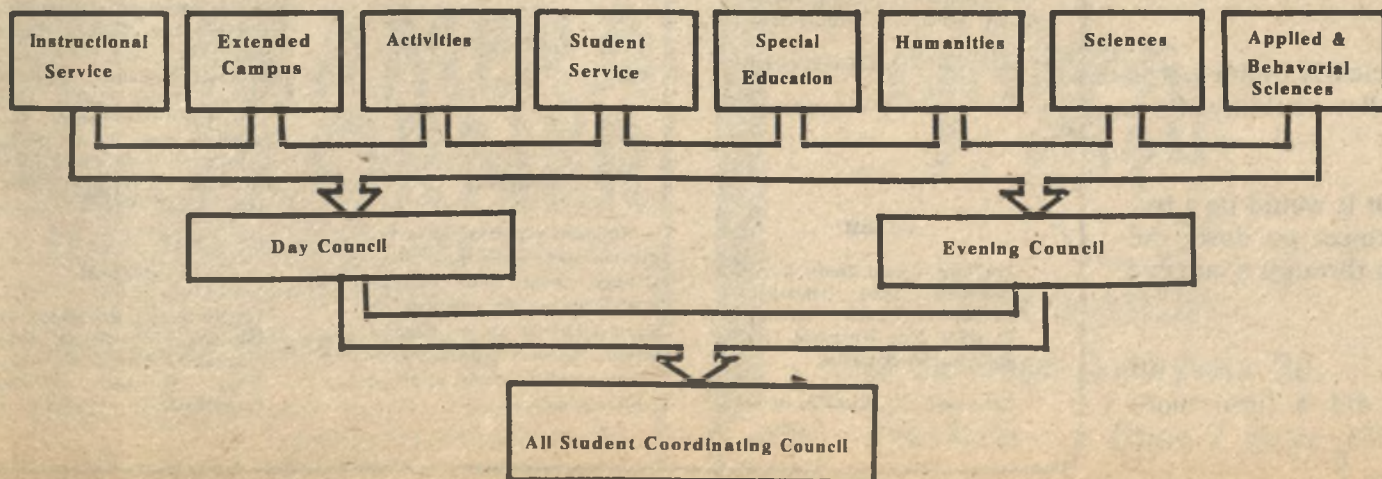 Instructional
Service
Extended
Campus
Activities
Student
Service
Special
Education
Humanities
Sciences
Applied &
Behavorial
Sciences
Day Council
Evening Council
All Student Coordinating Council